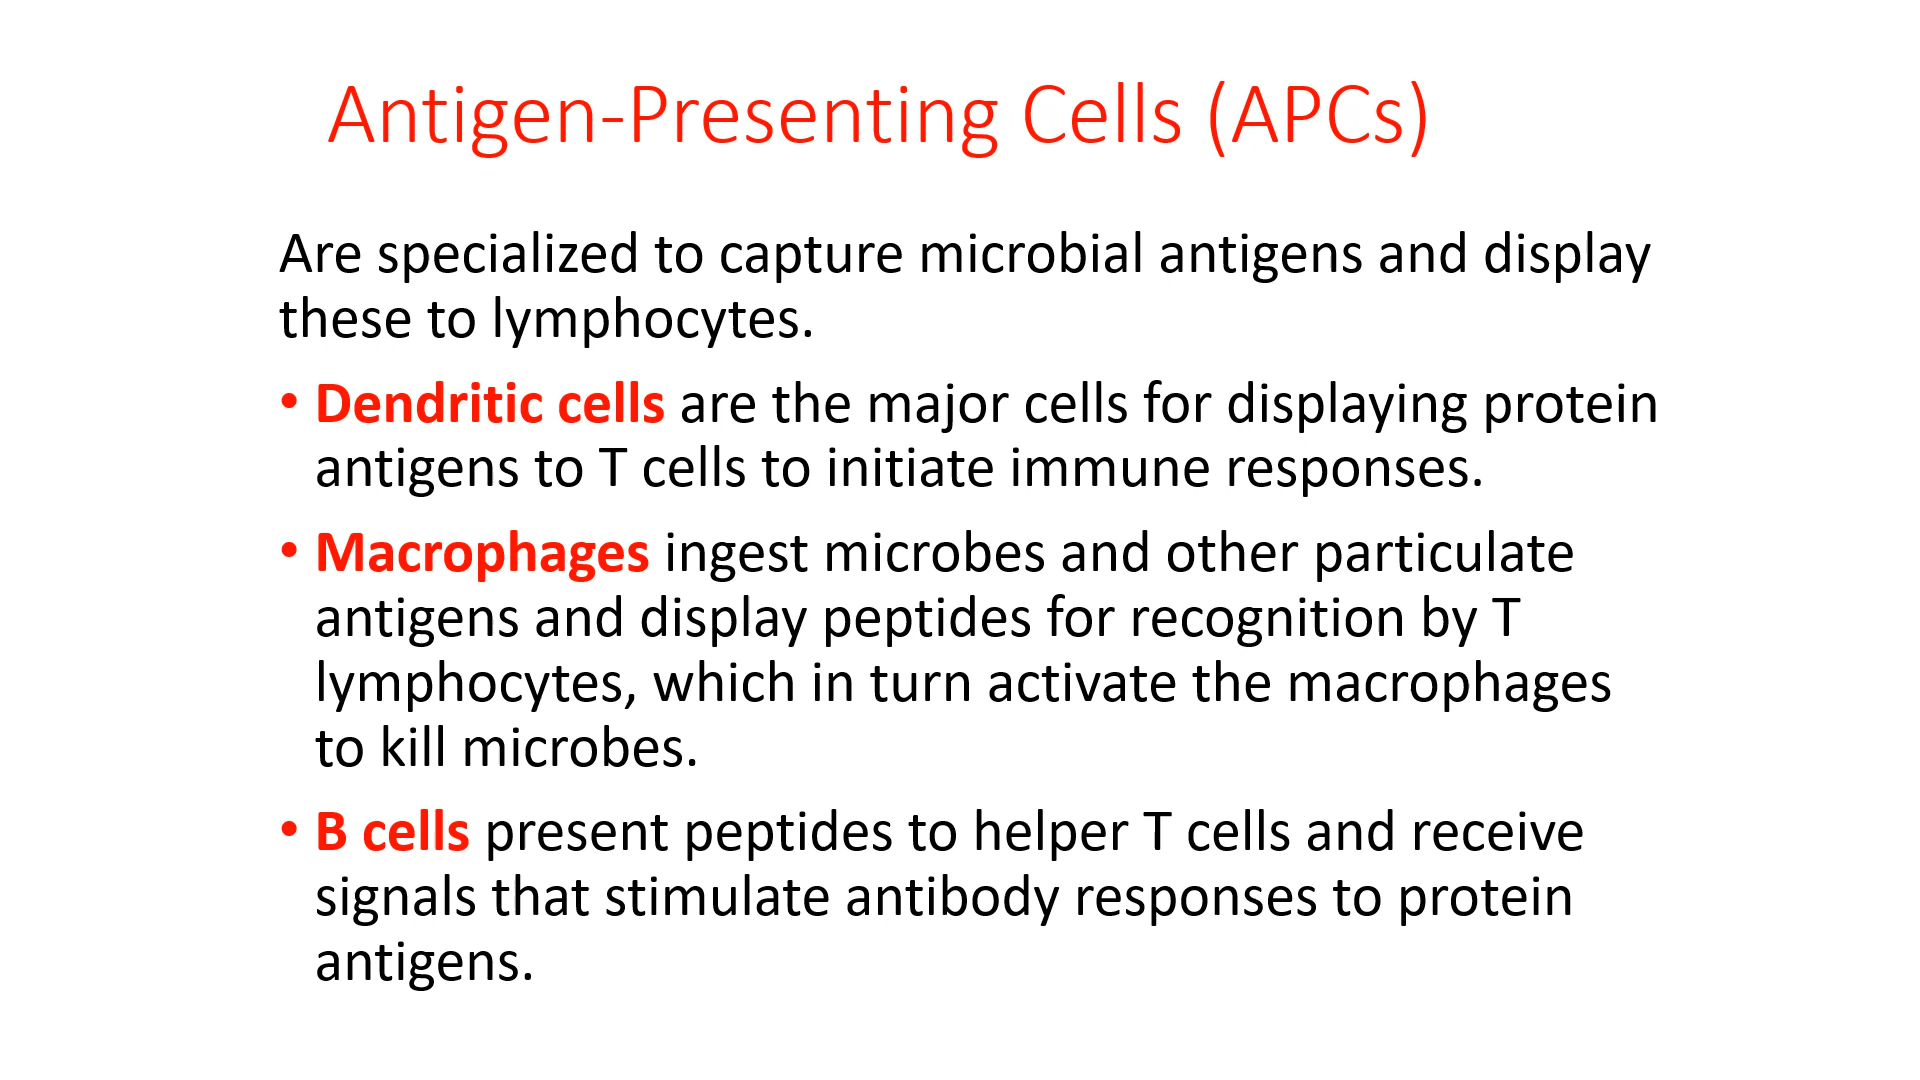 Antigen-Presenting Cells (APCs)
Are specialized to capture microbial antigens and display
these to lymphocytes.
• Dendritic cells are the major cells for displaying protein
antigens to T cells to initiate immune responses.
• Macrophages ingest microbes and other particulate
antigens and display peptides for recognition by T
lymphocytes, which in turn activate the macrophages
to kill microbes.
• B cells present peptides to helper T cells and receive
signals that stimulate antibody responses to protein
antigens.